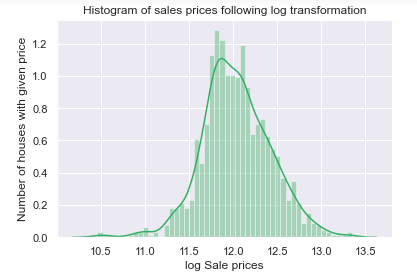 Histogram of sales prices following log transformation
Number of houses with given price
1.2
1.0
0.8
0.6
0.4
0.2
0.0
10.5 11.0 11.5 12.0 12.5 13.0 13.5
log Sale prices